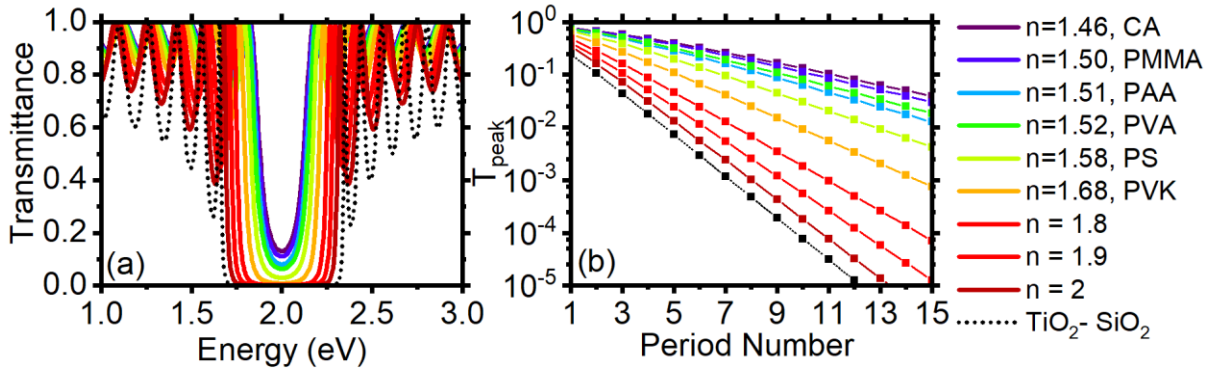 Transmittance
1.0
0.8
0.6
0.4
0.2
0.0
(a)
1.0 1.5 2.0 2.5 3.0
Energy (eV)
T_peak
10^0
10^-1
10^-2
10^-3
10^-4
10^-5
(b)
1 3 5 7 9 11 13 15
Period Number
n=1.46, CA
n=1.50, PMMA
n=1.51, PAA
n=1.52, PVA
n=1.58, PS
n=1.68, PVK
n = 1.8
n = 1.9
n = 2
TiO₂- SiO₂